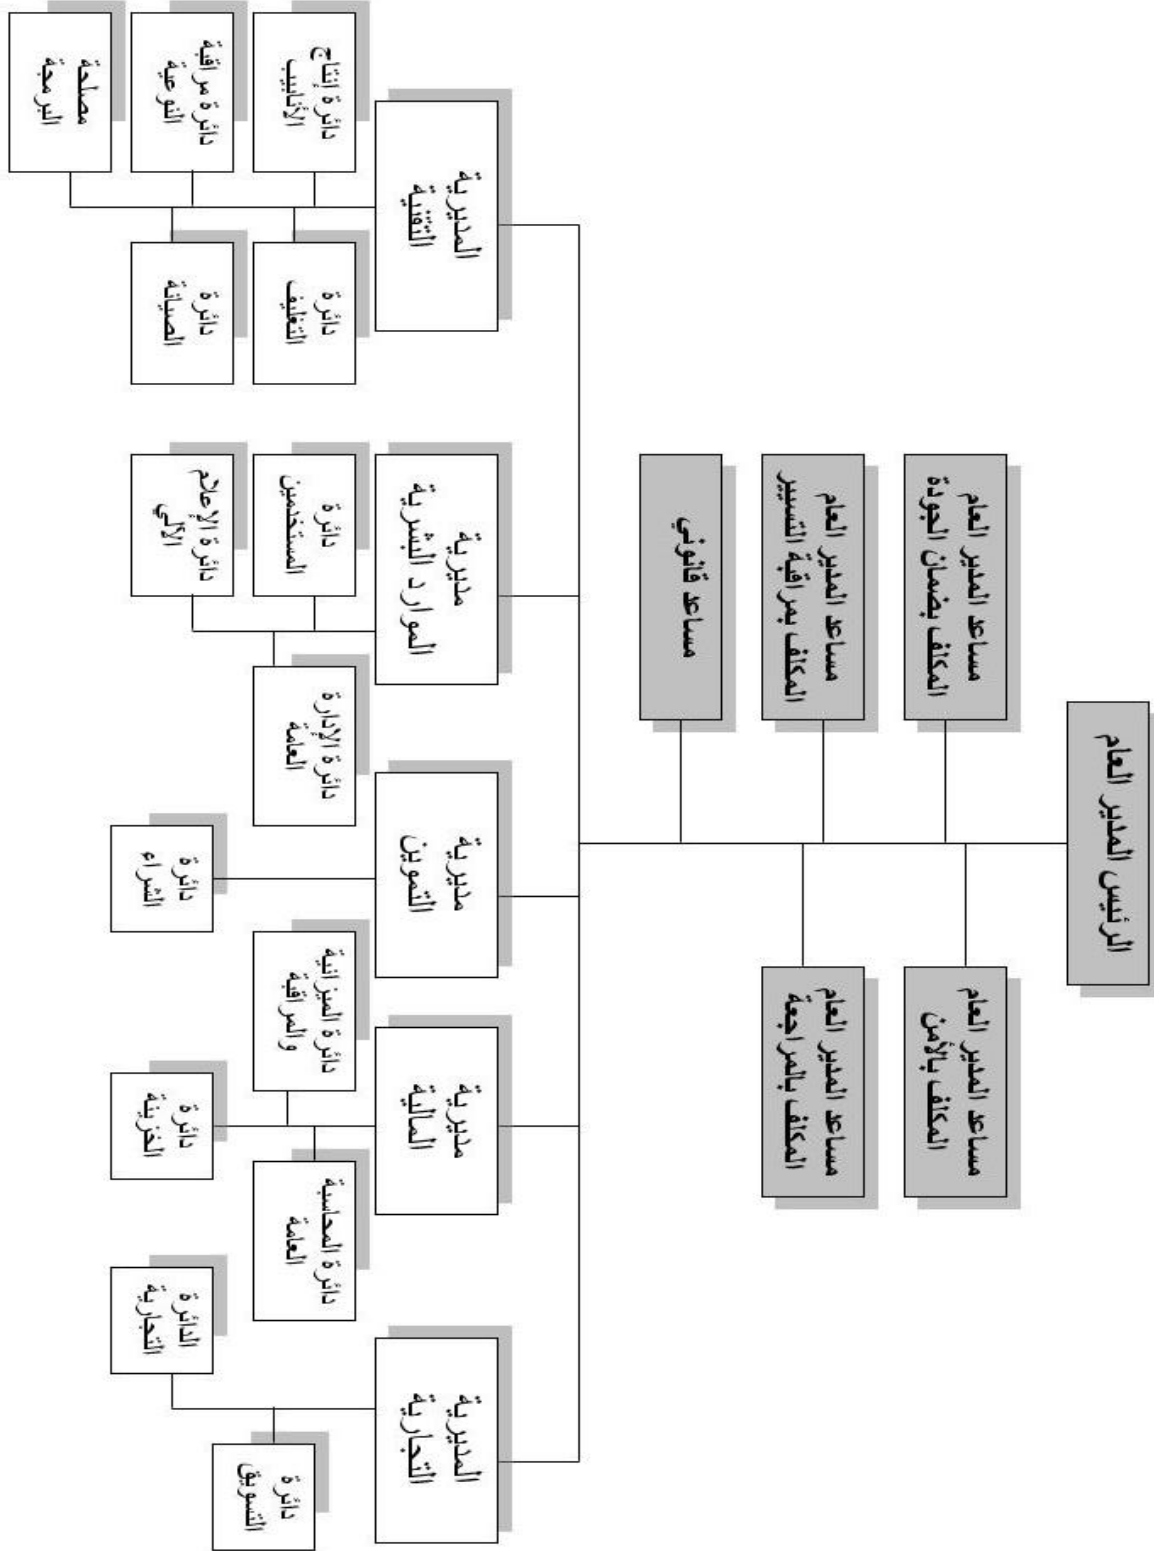 الرئيس المدير العام
مساعد المدير العام
المكلف بضمان الجودة
مساعد المدير العام
المكلف بالأمن
مساعد المدير العام
المكلف بمراقبة التسيير
مساعد المدير العام
المكلف بالمراجعة
مساعد قانوني
المديرية
التقنية
مديرية
الموارد البشرية
مديرية
التموين
مديرية
المالية
المديرية
التجارية
دائرة إنتاج
الأنابيب
دائرة
التغليف
دائرة مراقبة
النوعية
دائرة
الصيانة
مصلحة
البرمجة
دائرة
المستخدمين
دائرة الإدارة
العامة
دائرة الإعلام
الآلي
دائرة
الشراء
دائرة الميزانية
والمراقبة
دائرة المحاسبة
العامة
دائرة
الخزينة
الدائرة
التجارية
دائرة
التسويق